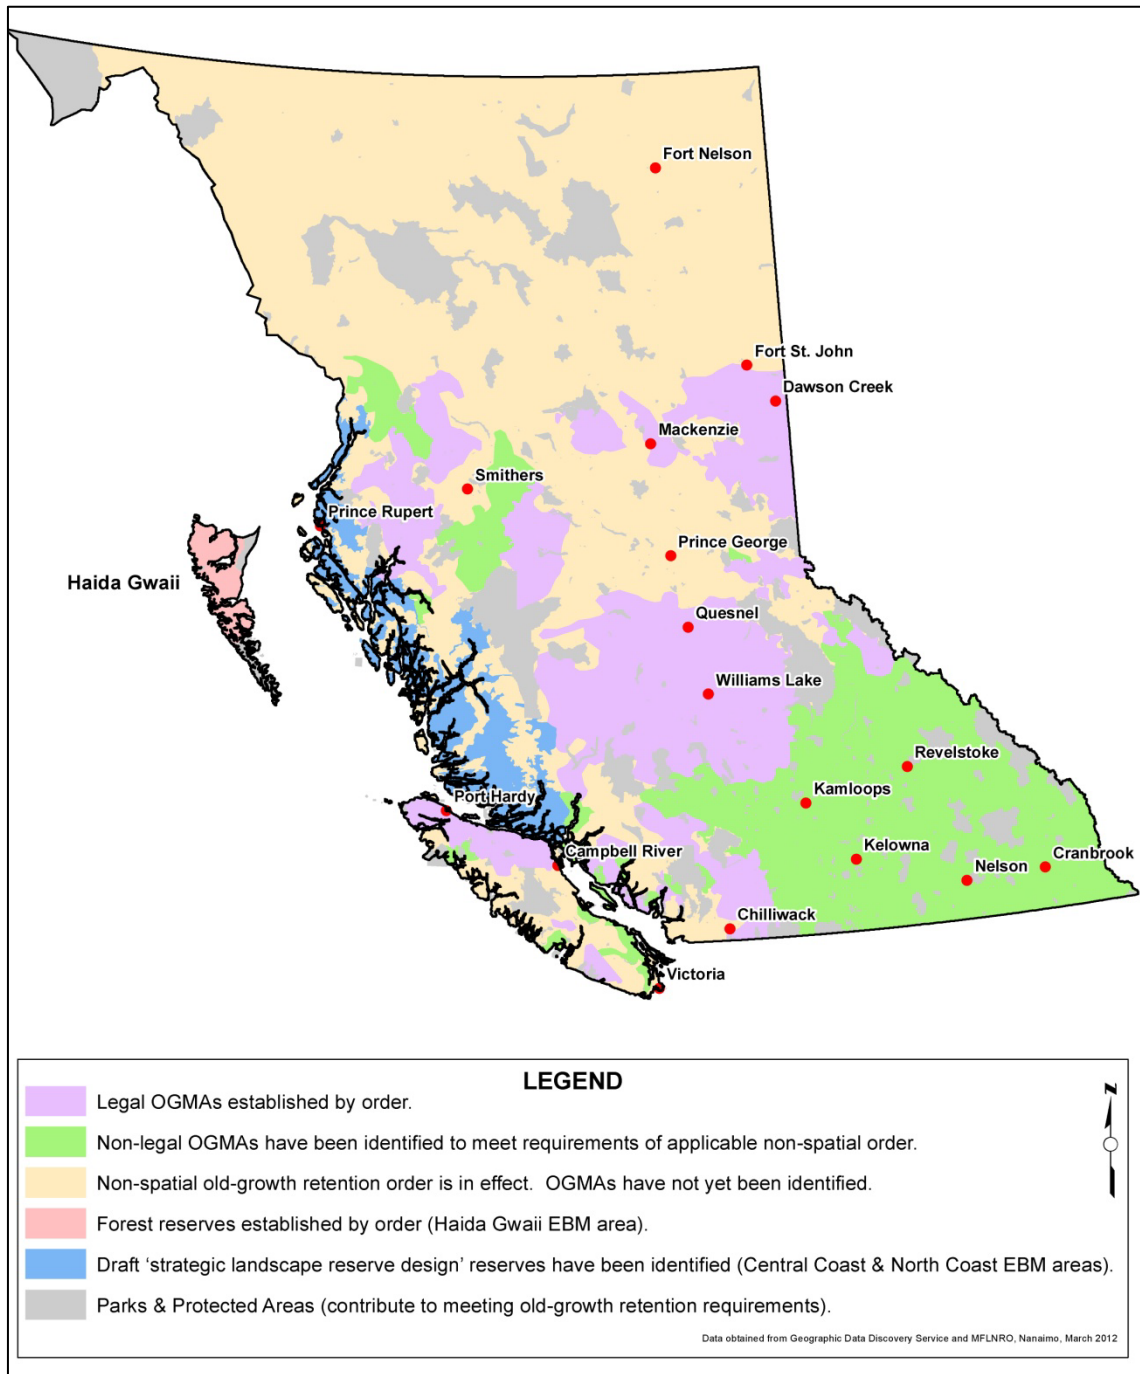 Fort Nelson
Fort St. John
Dawson Creek
Mackenzie
Smithers
Prince Rupert
Prince George
Haida Gwaii
Quesnel
Williams Lake
Revelstoke
Port Hardy
Kamloops
Campbell River
Kelowna
Cranbrook
Nelson
Chilliwack
Victoria
LEGEND
Legal OGMAs established by order.
Non-legal OGMAs have been identified to meet requirements of applicable non-spatial order.
Non-spatial old-growth retention order is in effect.  OGMAs have not yet been identified.
Forest reserves established by order (Haida Gwaii EBM area).
Draft ‘strategic landscape reserve design’ reserves have been identified (Central Coast & North Coast EBM areas).
Parks & Protected Areas (contribute to meeting old-growth retention requirements).
N
Data obtained from Geographic Data Discovery Service and MFLNRO, Nanaimo, March 2012